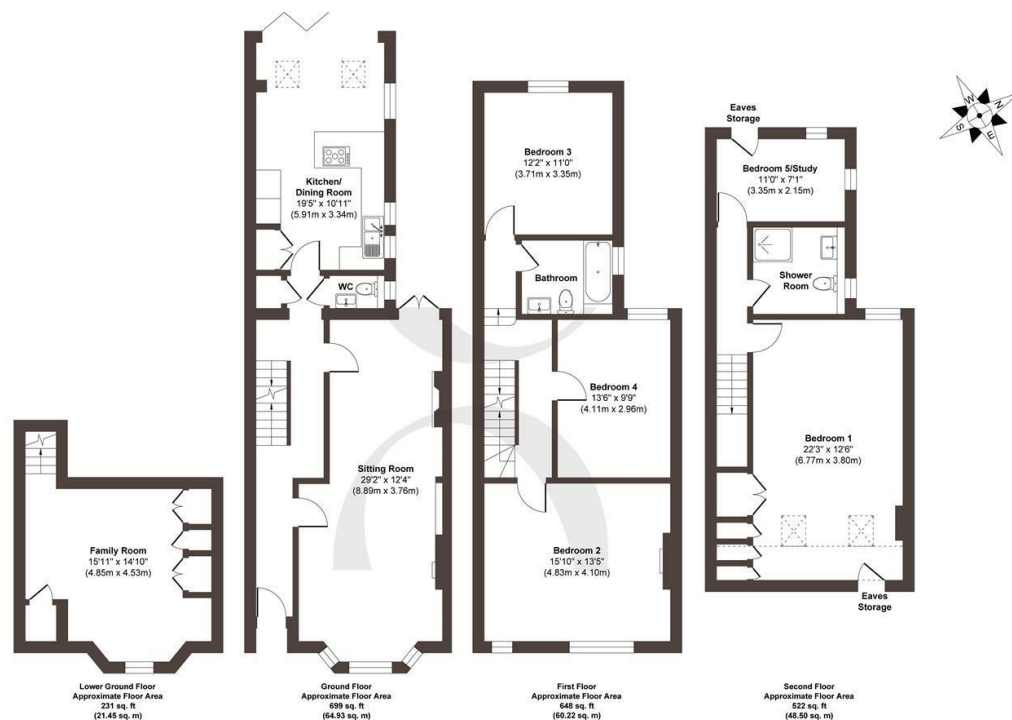 Kitchen/
Dining Room
19'5" x 10'11"
(5.91m x 3.34m)
WC
Sitting Room
29'2" x 12'4"
(8.89m x 3.76m)
Family Room
15'11" x 14'10"
(4.85m x 4.53m)
Bedroom 3
12'2" x 11'0"
(3.71m x 3.35m)
Bathroom
Bedroom 4
13'6" x 9'9"
(4.11m x 2.96m)
Bedroom 2
15'10" x 13'5"
(4.83m x 4.10m)
Eaves
Storage
Bedroom 5/Study
11'0" x 7'1"
(3.35m x 2.15m)
Shower
Room
Bedroom 1
22'3" x 12'6"
(6.77m x 3.80m)
Eaves
Storage
N
E
S
W
Lower Ground Floor
Approximate Floor Area
231 sq. ft
(21.45 sq. m)
Ground Floor
Approximate Floor Area
699 sq. ft
(64.93 sq. m)
First Floor
Approximate Floor Area
648 sq. ft
(60.22 sq. m)
Second Floor
Approximate Floor Area
522 sq. ft
(48.50 sq. m)